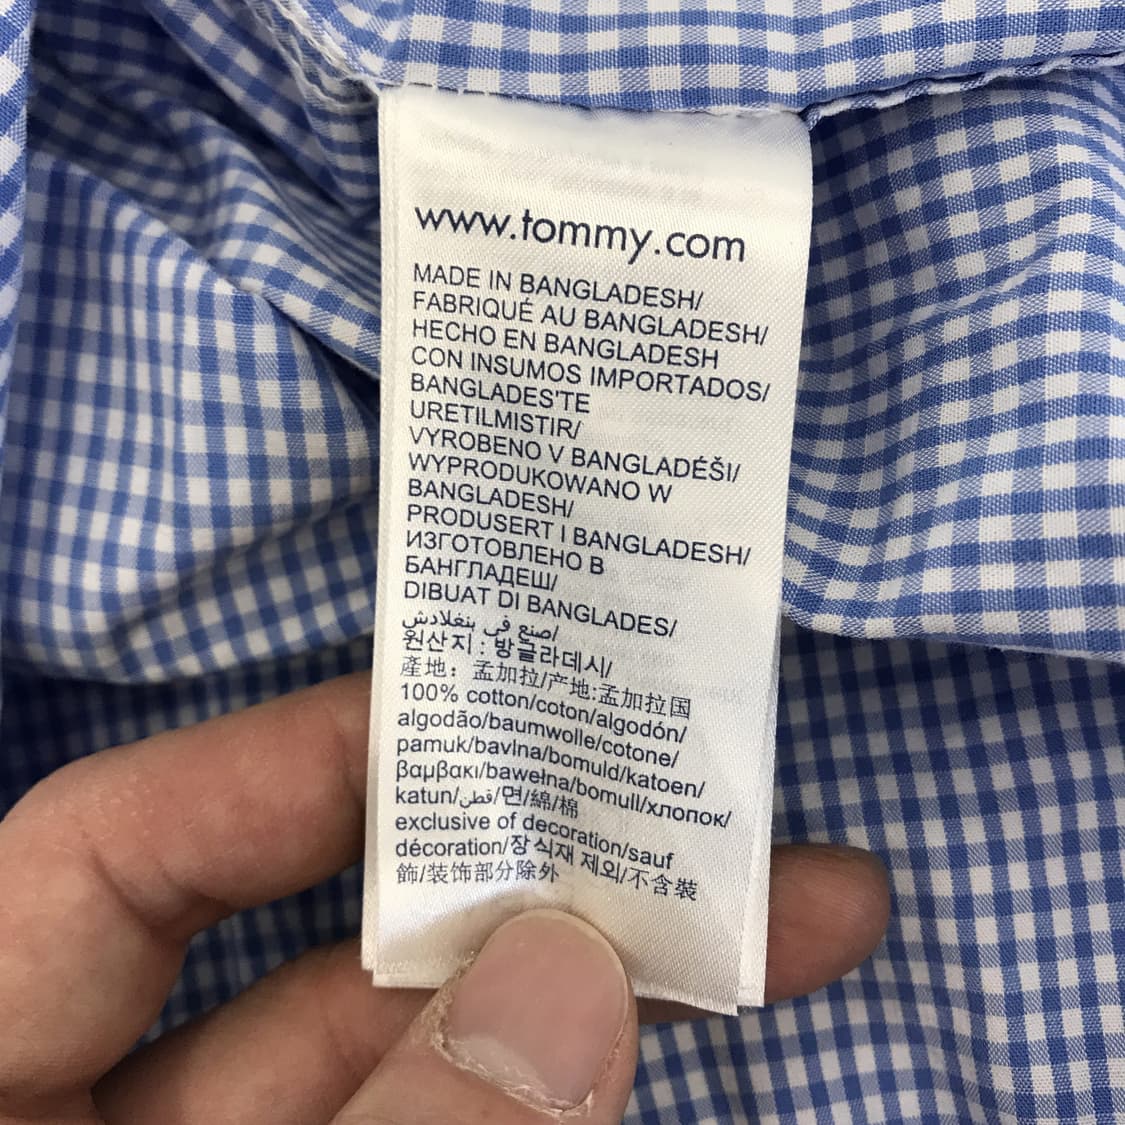 www.tommy.com
MADE IN BANGLADESH/
FABRIQUÉ AU BANGLADESH/
HECHO EN BANGLADESH
CON INSUMOS IMPORTADOS/
BANGLADES'TE
URETILMISTIR/
VYROBENO V BANGLADÉŠI/
WYPRODUKOWANO W
BANGLADESH/
PRODUSERT I BANGLADESH/
ИЗГОТОВЛЕНО В
БАНГЛАДЕШ/
DIBUAT DI BANGLADES/
صنع في بنغلادش/
원산지 : 방글라데시/
產地: 孟加拉/产地:孟加拉国
100% cotton/coton/algodón/
algodão/baumwolle/cotone/
pamuk/bavlna/bomuld/katoen/
βαμβακι/bawełna/bomull/хлопок/
katun/قطن/면/綿/棉
exclusive of decoration/sauf
décoration/장식재 제외/不含裝
飾/装饰部分除外